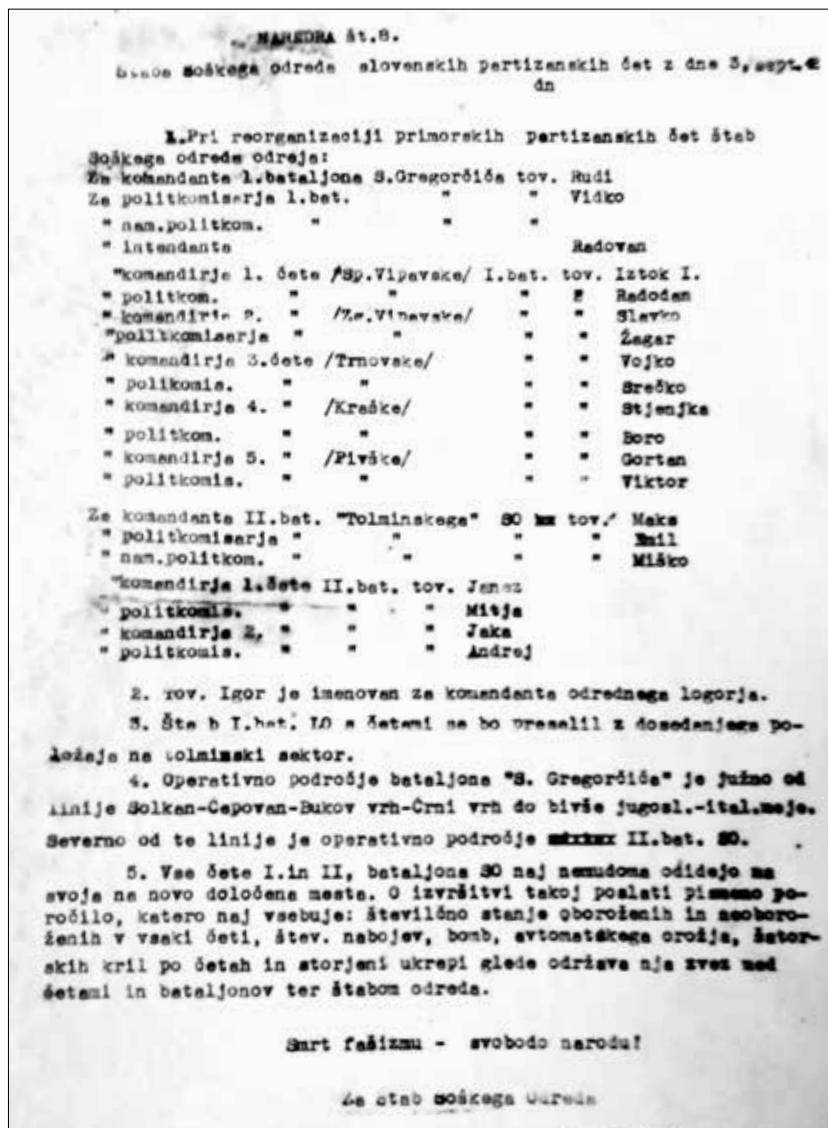 NAREDBA št.8.
Štaba soškega odreda slovenskih partizanskih čet z dne 3, sept.42
dn
1.Pri reorganizaciji primorskih partizanskih čet štab
Soškega odreda odreja:
Za komandanta 1.bataljona S.Gregorčiča tov. Rudi
Za politkomisarja 1.bat. " " Vidko
" nam.politkom. " " "
" intendanta Radovan
"komandirja 1. čete /Sp.Vipavske/ I.bat. tov. Iztok I.
" politkom. " " " " Radodan
" komandirja 2. " /Zg.Vipavske/ " " Slavko
"politkomisarja " " " " Žagar
" komandirja 3.čete /Trnovske/ " " Vojko
" polikomis. " " " " Srečko
" komandirja 4. " /Kraške/ " " Stjenjka
" politkom. " " " " Boro
" komandirja 5. " /Pivške/ " " Gortan
" politkomis. " " " " Viktor
Za komandanta II.bat. "Tolminskega" SO tov. Maks
" politkomisarja " " " " Emil
" nam.politkom. " " " Miško
"komandirja 1.čete II.bat. tov. Janez
" politkomis. " " " Mitja
" komandirja 2. " " " Jaka
" politkomis. " " " Andrej
2. Tov. Igor je imenovan za komandanta odrednega logorja.
3. Šta b I.bat. LO s četami se bo preselil z dosedanjega po-
ložaja na tolminski sektor.
4. Operativno področje bataljona "S. Gregorčiča" je južno od
linije Solkan-Čepovan-Bukov vrh-Črni vrh do bivše jugosl.-ital.meje.
Severno od te linije je operativno področje II.bat. SO.
5. Vse čete I.in II, bataljona SO naj nemudoma odidejo na
svoja na novo določena mesta. O izvršitvi takoj poslati pismeno po-
ročilo, katero naj vsebuje: številčno stanje oboroženih in neoboro-
ženih v vsaki četi, štev. nabojev, bomb, avtomatskega orožja, šator-
skih kril po četah in storjeni ukrepi glede održava nja zvez med
četami in bataljonov ter štabom odreda.
Smrt fašizmu - svobodo narodu!
Za štab soškega Odreda